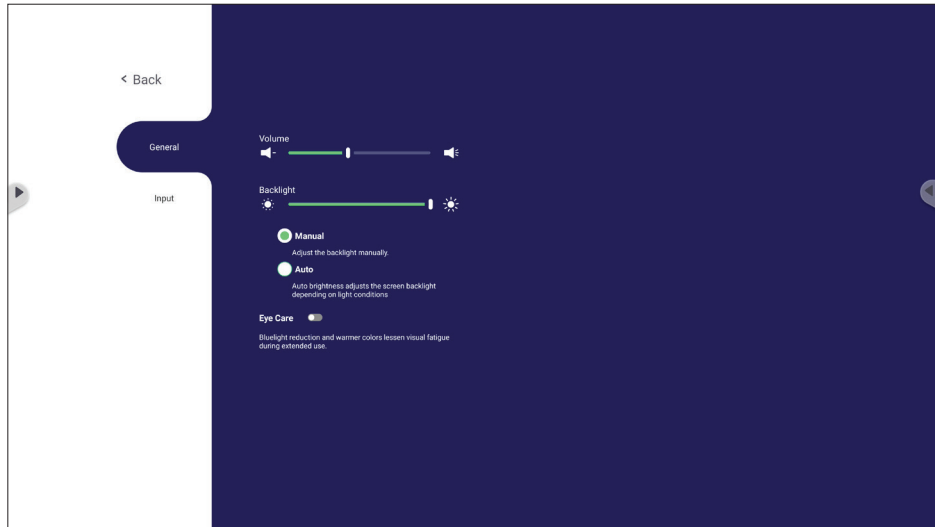 < Back
General
Input
Volume
Backlight
Manual
Adjust the backlight manually.
Auto
Auto brightness adjusts the screen backlight
depending on light conditions
Eye Care
Bluelight reduction and warmer colors lessen visual fatigue
during extended use.